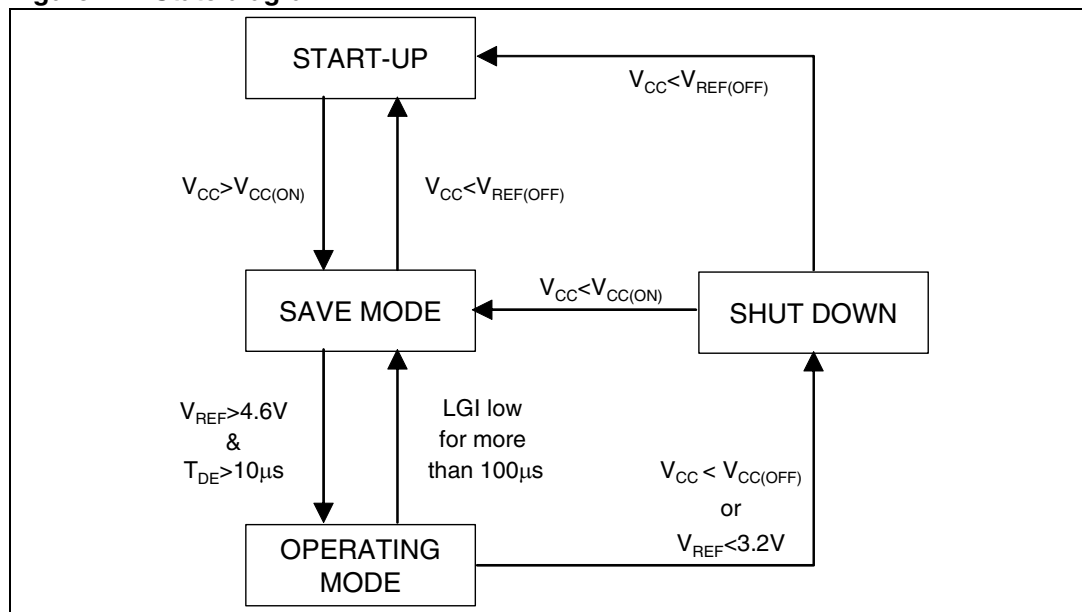 START-UP
V_CC<V_REF(OFF)
V_CC>V_CC(ON)
V_CC<V_REF(OFF)
V_CC<V_CC(ON)
SAVE MODE
SHUT DOWN
V_REF>4.6V
&
T_DE>10μs
LGI low
for more
than 100μs
V_CC < V_CC(OFF)
or
V_REF<3.2V
OPERATING
MODE